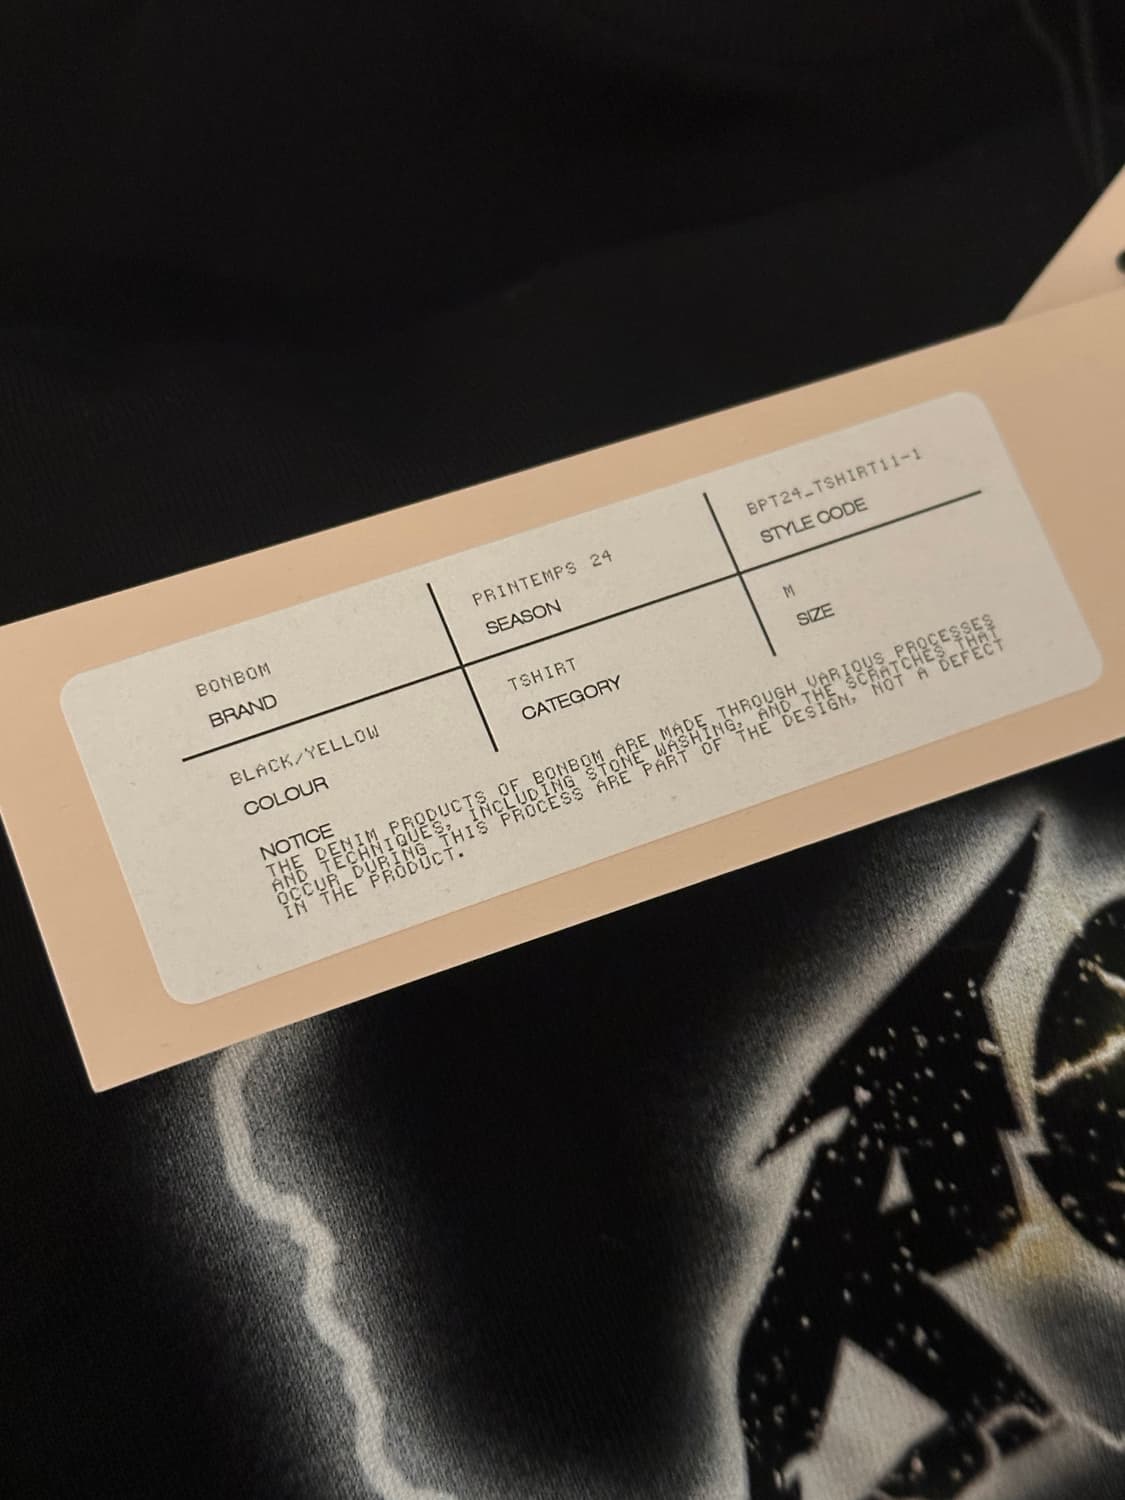 BONBOM
BRAND
PRINTEMPS 24
SEASON
BPT24_TSHIRT11-1
STYLE CODE
BLACK/YELLOW
COLOUR
TSHIRT
CATEGORY
M
SIZE
NOTICE
THE DENIM PRODUCTS OF BONBOM ARE MADE THROUGH VARIOUS PROCESSES
AND TECHNIQUES, INCLUDING STONE WASHING, AND THE SCRATCHES THAT
OCCUR DURING THIS PROCESS ARE PART OF THE DESIGN, NOT A DEFECT
IN THE PRODUCT.